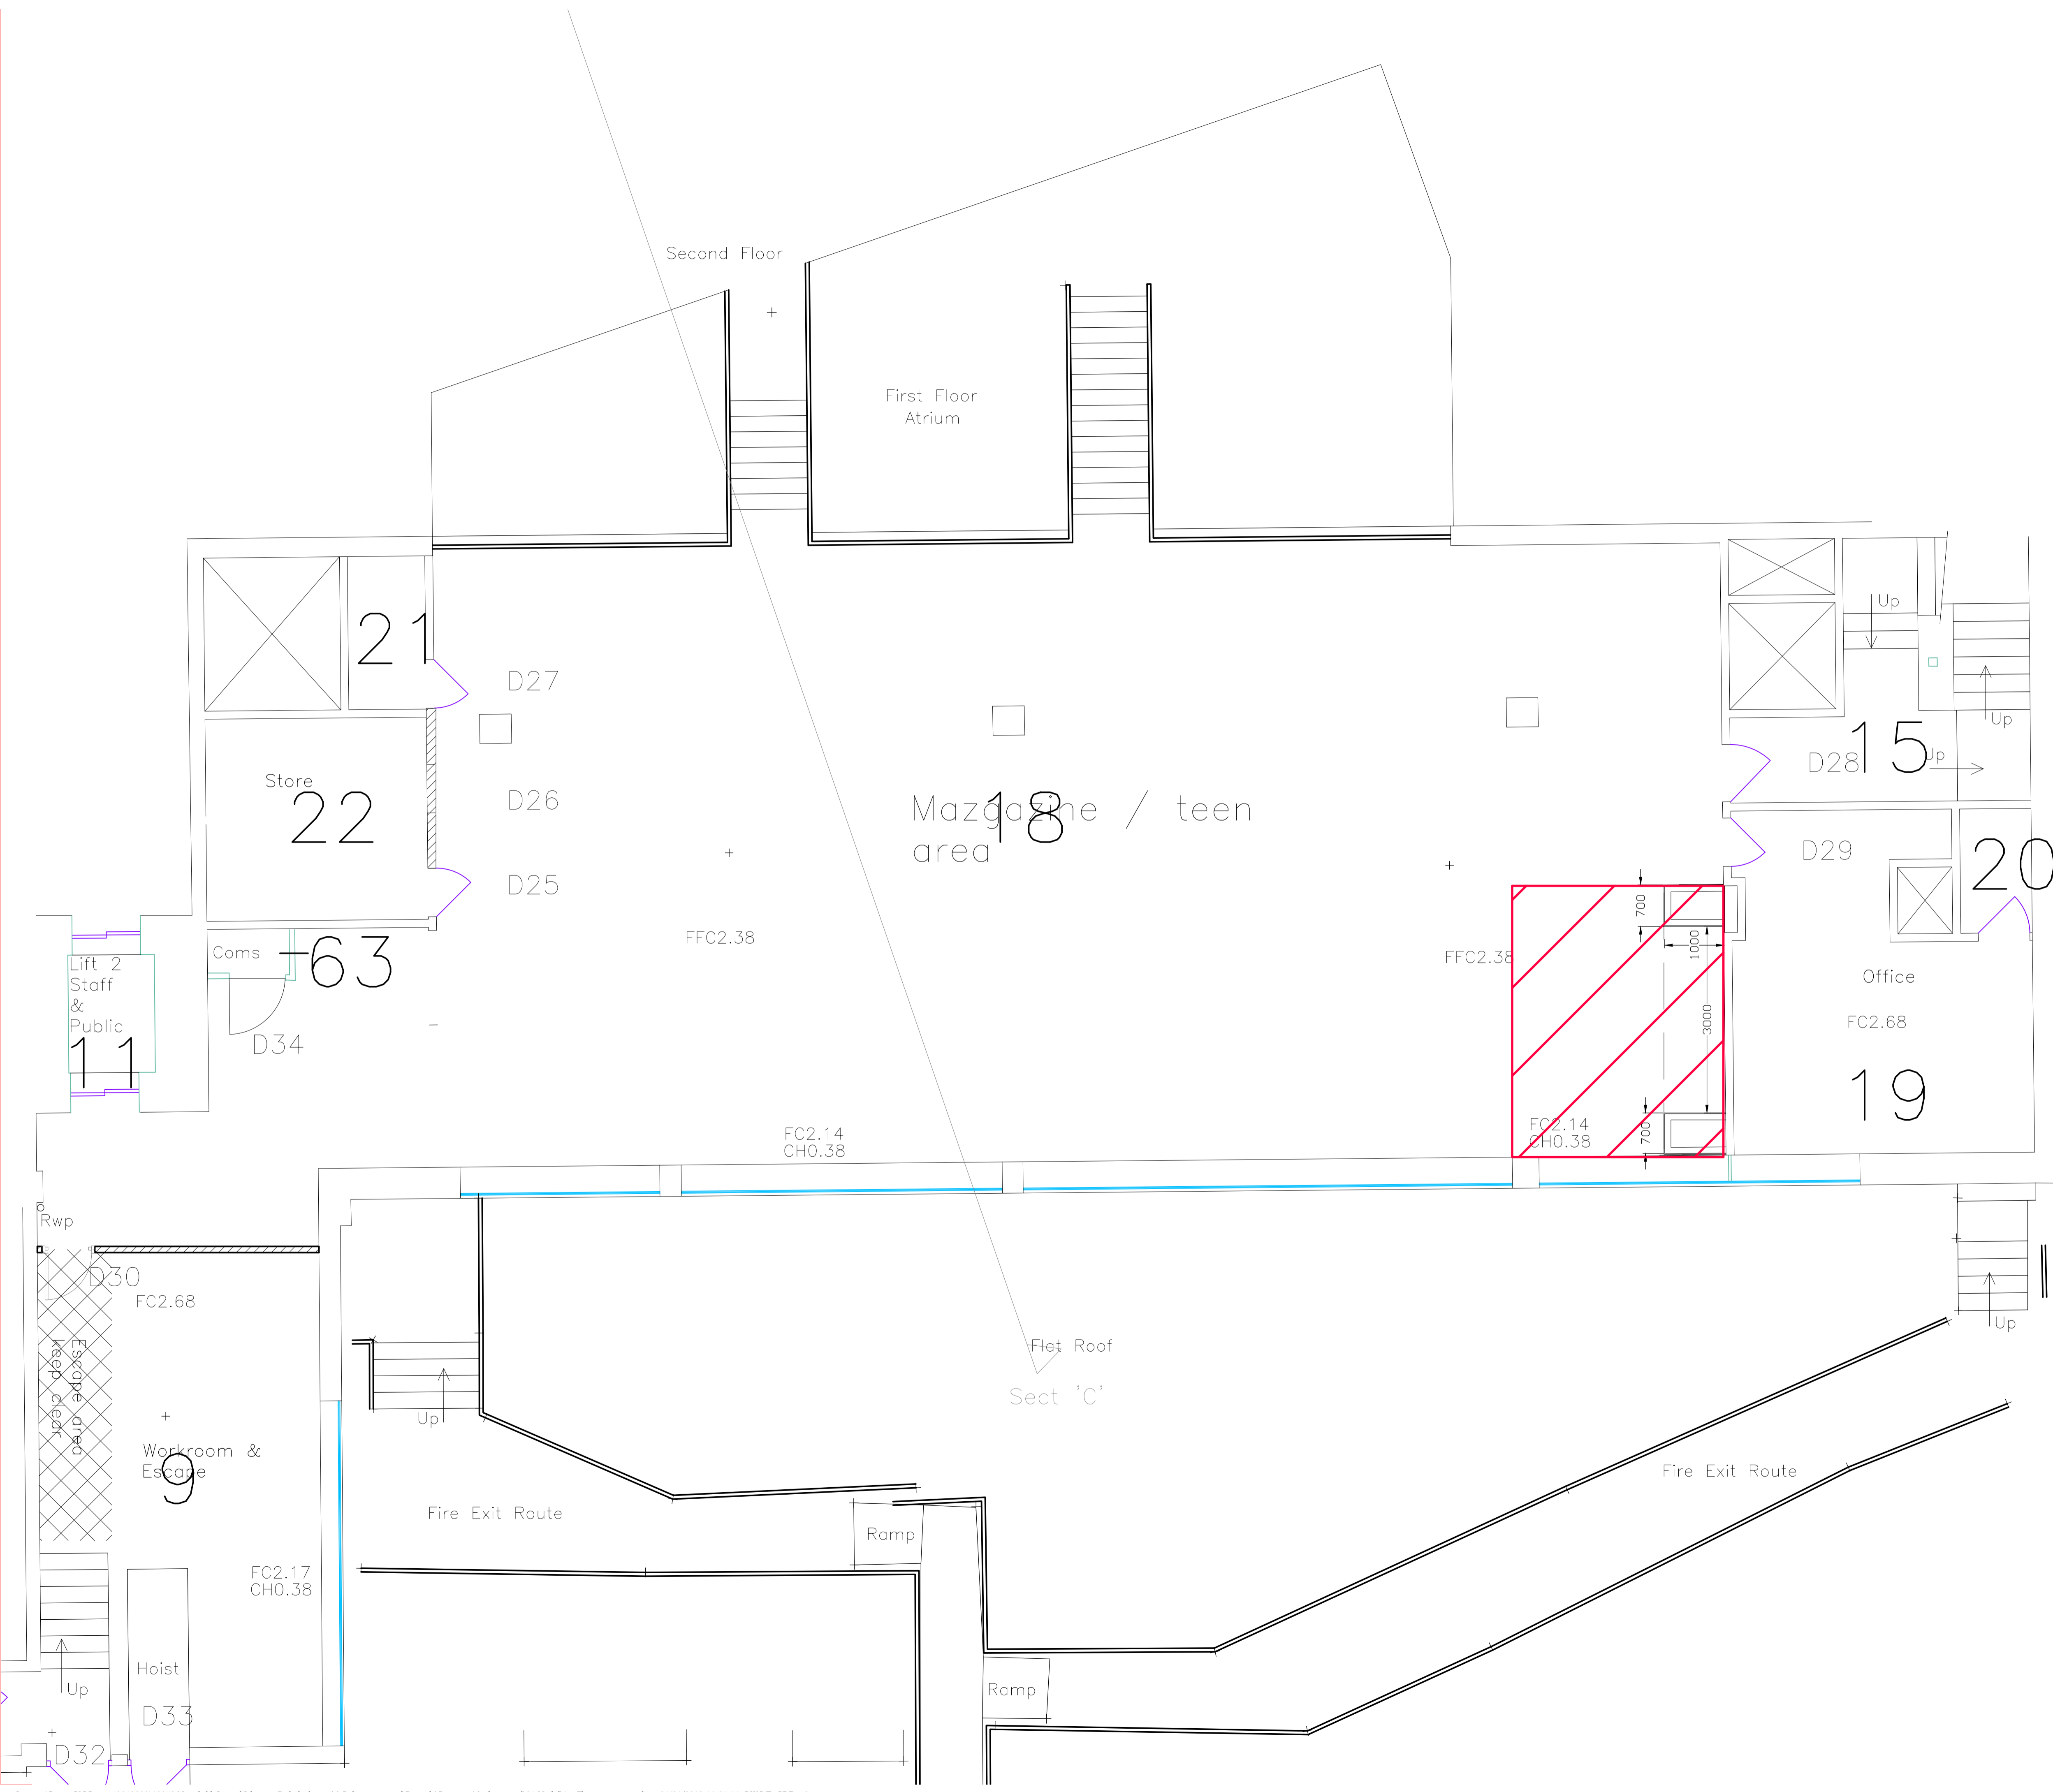 Second Floor
First Floor
Atrium
21
D27
Up
Up
15
Up
D28
Store
22
D26
Mazgazine / teen
area
18
D25
D29
20
700
FFC2.38
FFC2.38
1000
Coms
63
Lift 2
Staff
&
Public
11
D34
Office
FC2.68
3000
19
FC2.14
CH0.38
FC2.14
CH0.38
700
Rwp
D30
FC2.68
Escape area
keep clear
Flat Roof
Sect 'C'
Up
Up
Workroom &
Escape
9
Fire Exit Route
Fire Exit Route
Ramp
FC2.17
CH0.38
Hoist
Up
Ramp
D33
D32